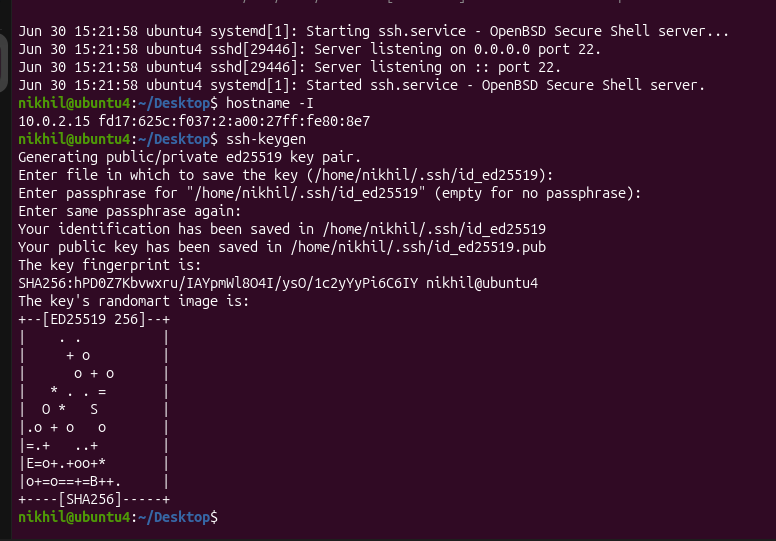 Jun 30 15:21:58 ubuntu4 systemd[1]: Starting ssh.service - OpenBSD Secure Shell server...
Jun 30 15:21:58 ubuntu4 sshd[29446]: Server listening on 0.0.0.0 port 22.
Jun 30 15:21:58 ubuntu4 sshd[29446]: Server listening on :: port 22.
Jun 30 15:21:58 ubuntu4 systemd[1]: Started ssh.service - OpenBSD Secure Shell server.
nikhil@ubuntu4:~/Desktop$ hostname -I
10.0.2.15 fd17:625c:f037:2:a00:27ff:fe80:8e7
nikhil@ubuntu4:~/Desktop$ ssh-keygen
Generating public/private ed25519 key pair.
Enter file in which to save the key (/home/nikhil/.ssh/id_ed25519):
Enter passphrase for "/home/nikhil/.ssh/id_ed25519" (empty for no passphrase):
Enter same passphrase again:
Your identification has been saved in /home/nikhil/.ssh/id_ed25519
Your public key has been saved in /home/nikhil/.ssh/id_ed25519.pub
The key fingerprint is:
SHA256:hPD0Z7Kbvwxru/IAYpmWl8O4I/ysO/1c2yYyPi6C6IY nikhil@ubuntu4
The key's randomart image is:
+--[ED25519 256]--+
|    . .          |
|     + o         |
|      o + o      |
|   * . . =       |
|  O *   S        |
|.o + o   o       |
|=.+   ..+        |
|E=o+.+oo+*       |
|o+=o==+=B++.     |
+----[SHA256]-----+
nikhil@ubuntu4:~/Desktop$